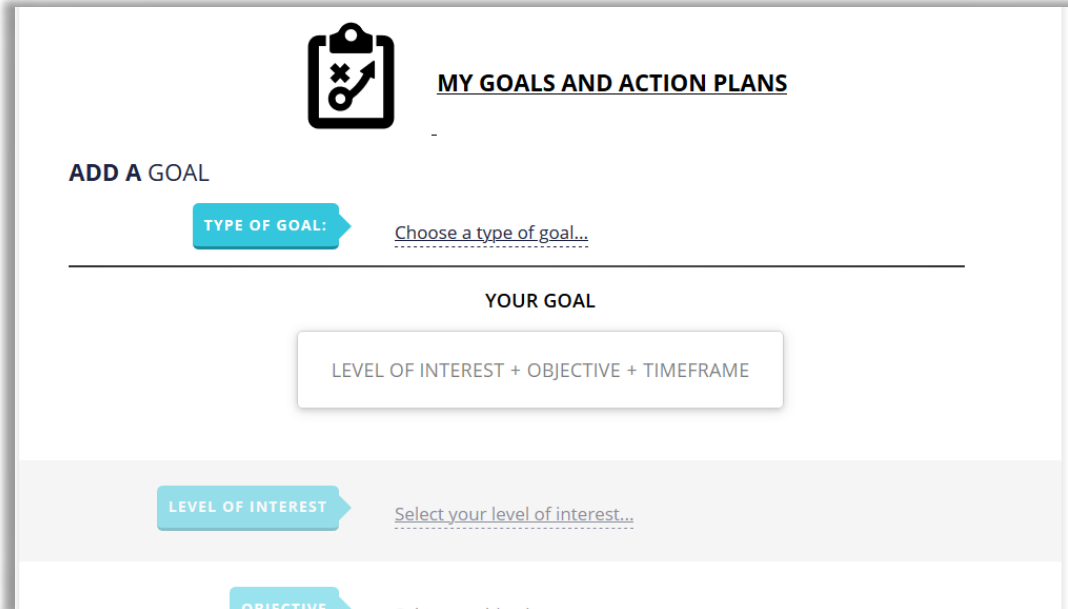 MY GOALS AND ACTION PLANS
ADD A GOAL
TYPE OF GOAL:
Choose a type of goal...
YOUR GOAL
LEVEL OF INTEREST + OBJECTIVE + TIMEFRAME
LEVEL OF INTEREST
Select your level of interest...
OBJECTIVE